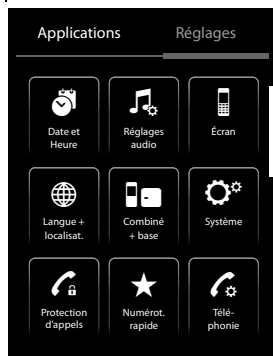 Applications Réglages
Date et
Heure
Réglages
audio
Écran
Langue +
localisat.
Combiné
+ base
Système
Protection
d'appels
Numérot.
rapide
Télé-
phonie